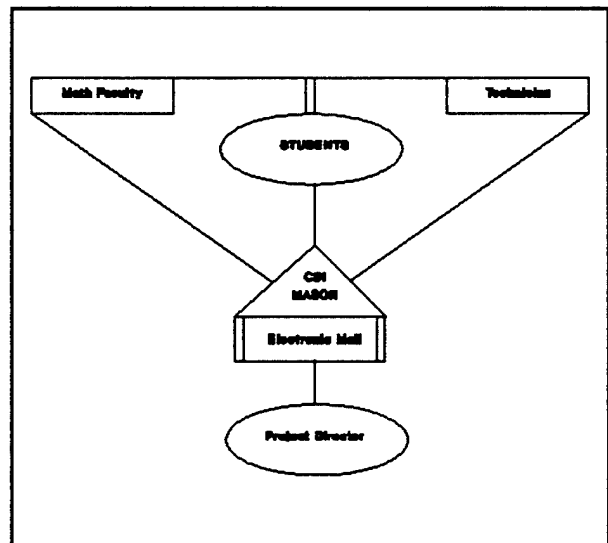 Math Faculty
Technician
STUDENTS
CSI
MASON
Electronic Mail
Project Director